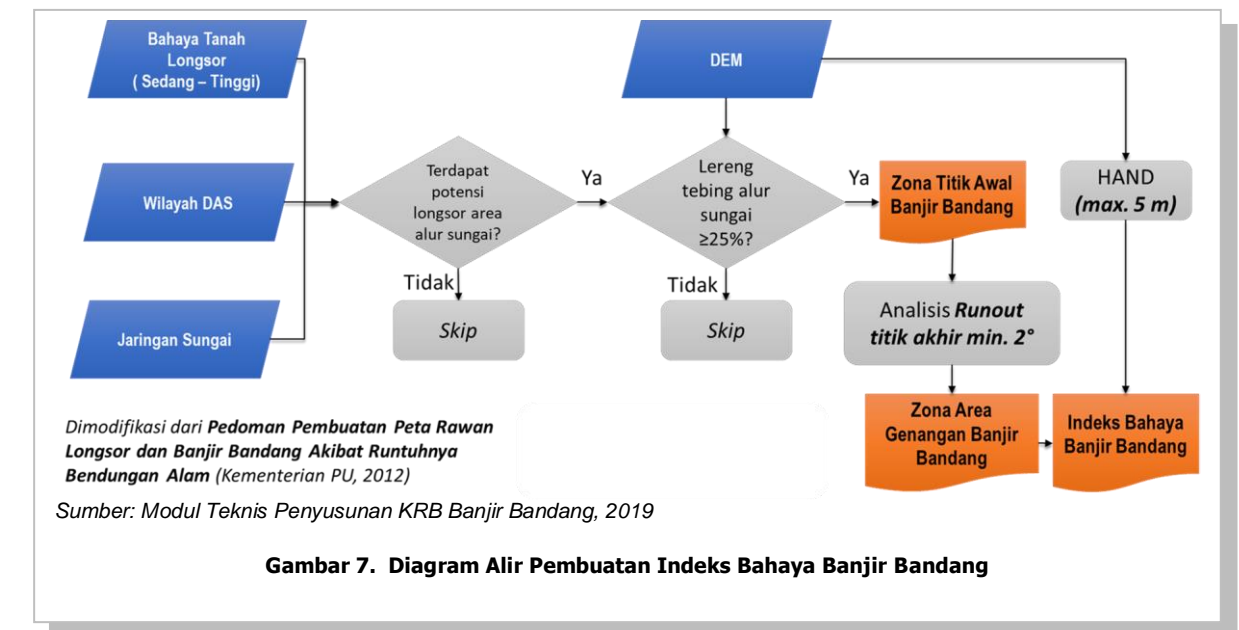 Bahaya Tanah
Longsor
( Sedang – Tinggi)
DEM
Wilayah DAS
Terdapat
potensi
longsor area
alur sungai?
Ya
Lereng
tebing alur
sungai
≥25%?
Ya
Zona Titik Awal
Banjir Bandang
HAND
(max. 5 m)
Tidak
Skip
Tidak
Skip
Jaringan Sungai
Analisis Runout
titik akhir min. 2°
Zona Area
Genangan Banjir
Bandang
Indeks Bahaya
Banjir Bandang
Dimodifikasi dari Pedoman Pembuatan Peta Rawan
Longsor dan Banjir Bandang Akibat Runtuhnya
Bendungan Alam (Kementerian PU, 2012)
Sumber: Modul Teknis Penyusunan KRB Banjir Bandang, 2019
Gambar 7. Diagram Alir Pembuatan Indeks Bahaya Banjir Bandang